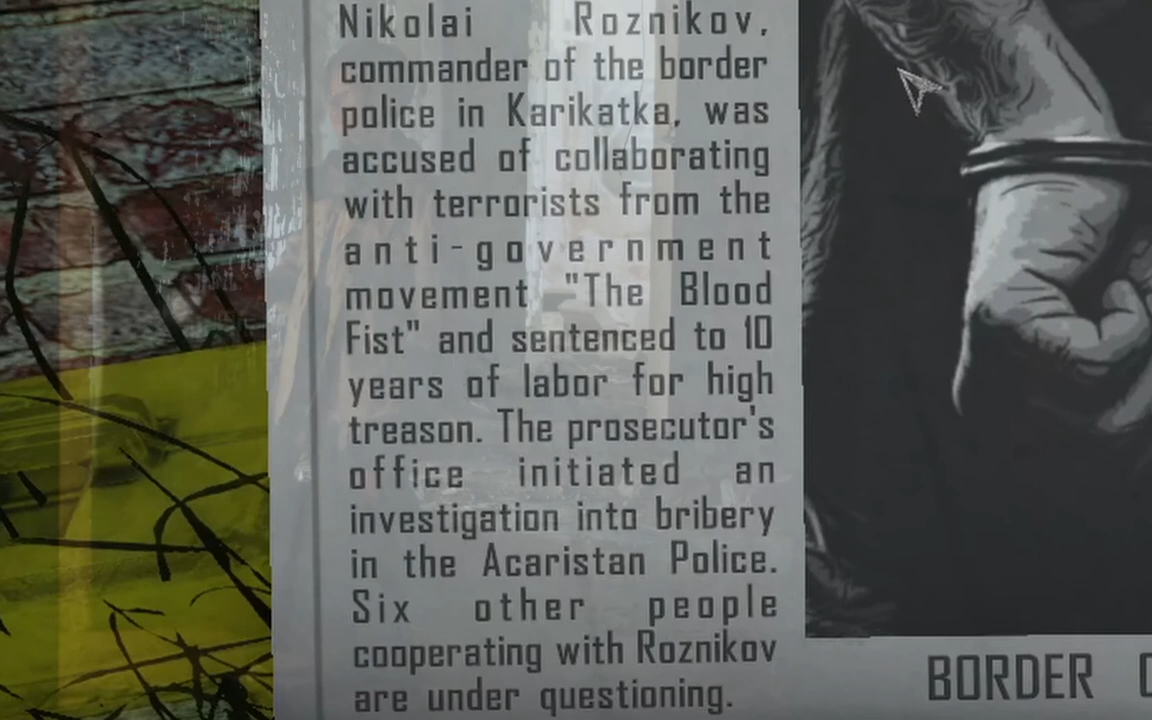 Nikolai Roznikov,
commander of the border
police in Karikatka, was
accused of collaborating
with terrorists from the
anti-government
movement "The Blood
Fist" and sentenced to 10
years of labor for high
treason. The prosecutor's
office initiated an
investigation into bribery
in the Acaristan Police.
Six other people
cooperating with Roznikov
are under questioning.
BORDER